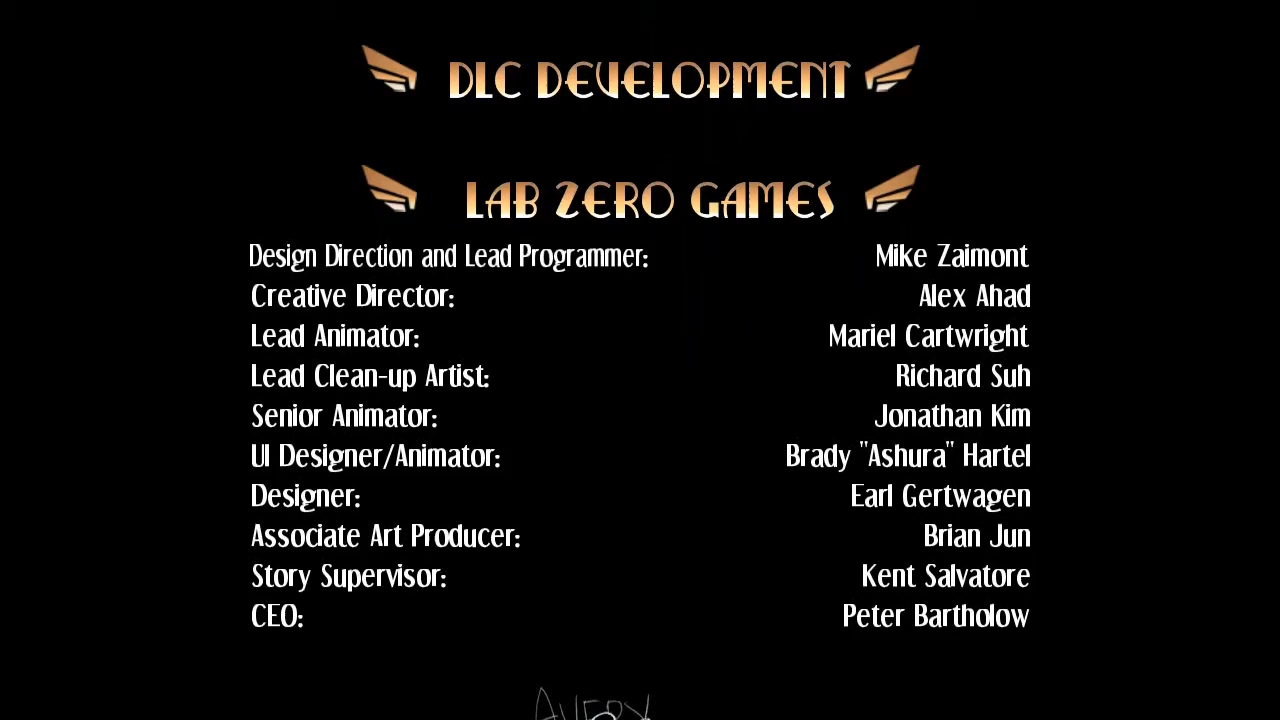 DLC DEVELOPMENT
LAB ZERO GAMES
Design Direction and Lead Programmer: Mike Zaimont
Creative Director: Alex Ahad
Lead Animator: Mariel Cartwright
Lead Clean-up Artist: Richard Suh
Senior Animator: Jonathan Kim
UI Designer/Animator: Brady "Ashura" Hartel
Designer: Earl Gertwagen
Associate Art Producer: Brian Jun
Story Supervisor: Kent Salvatore
CEO: Peter Bartholow